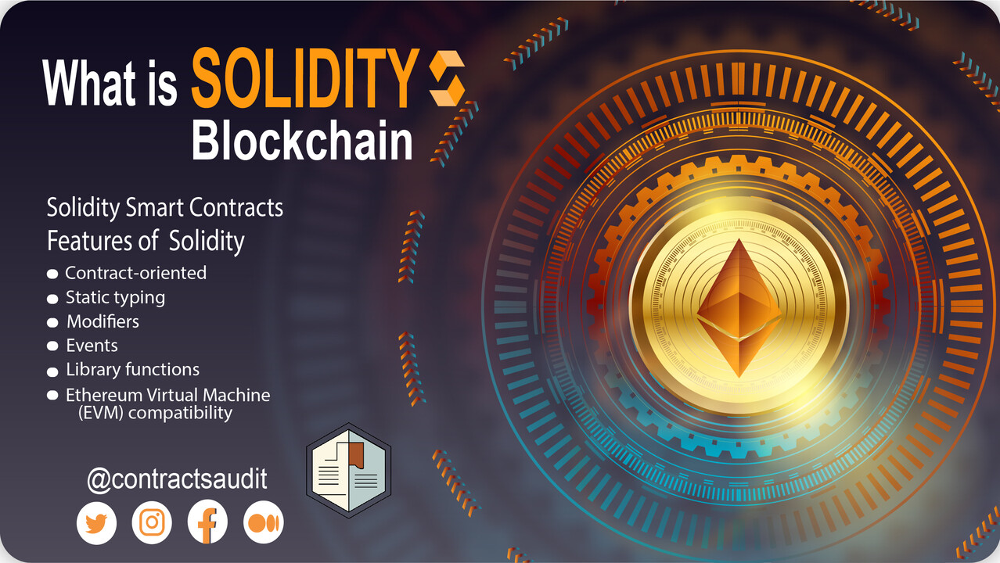 What is SOLIDITY
Blockchain
Solidity Smart Contracts
Features of Solidity
Contract-oriented
Static typing
Modifiers
Events
Library functions
Ethereum Virtual Machine
(EVM) compatibility
@contractsaudit